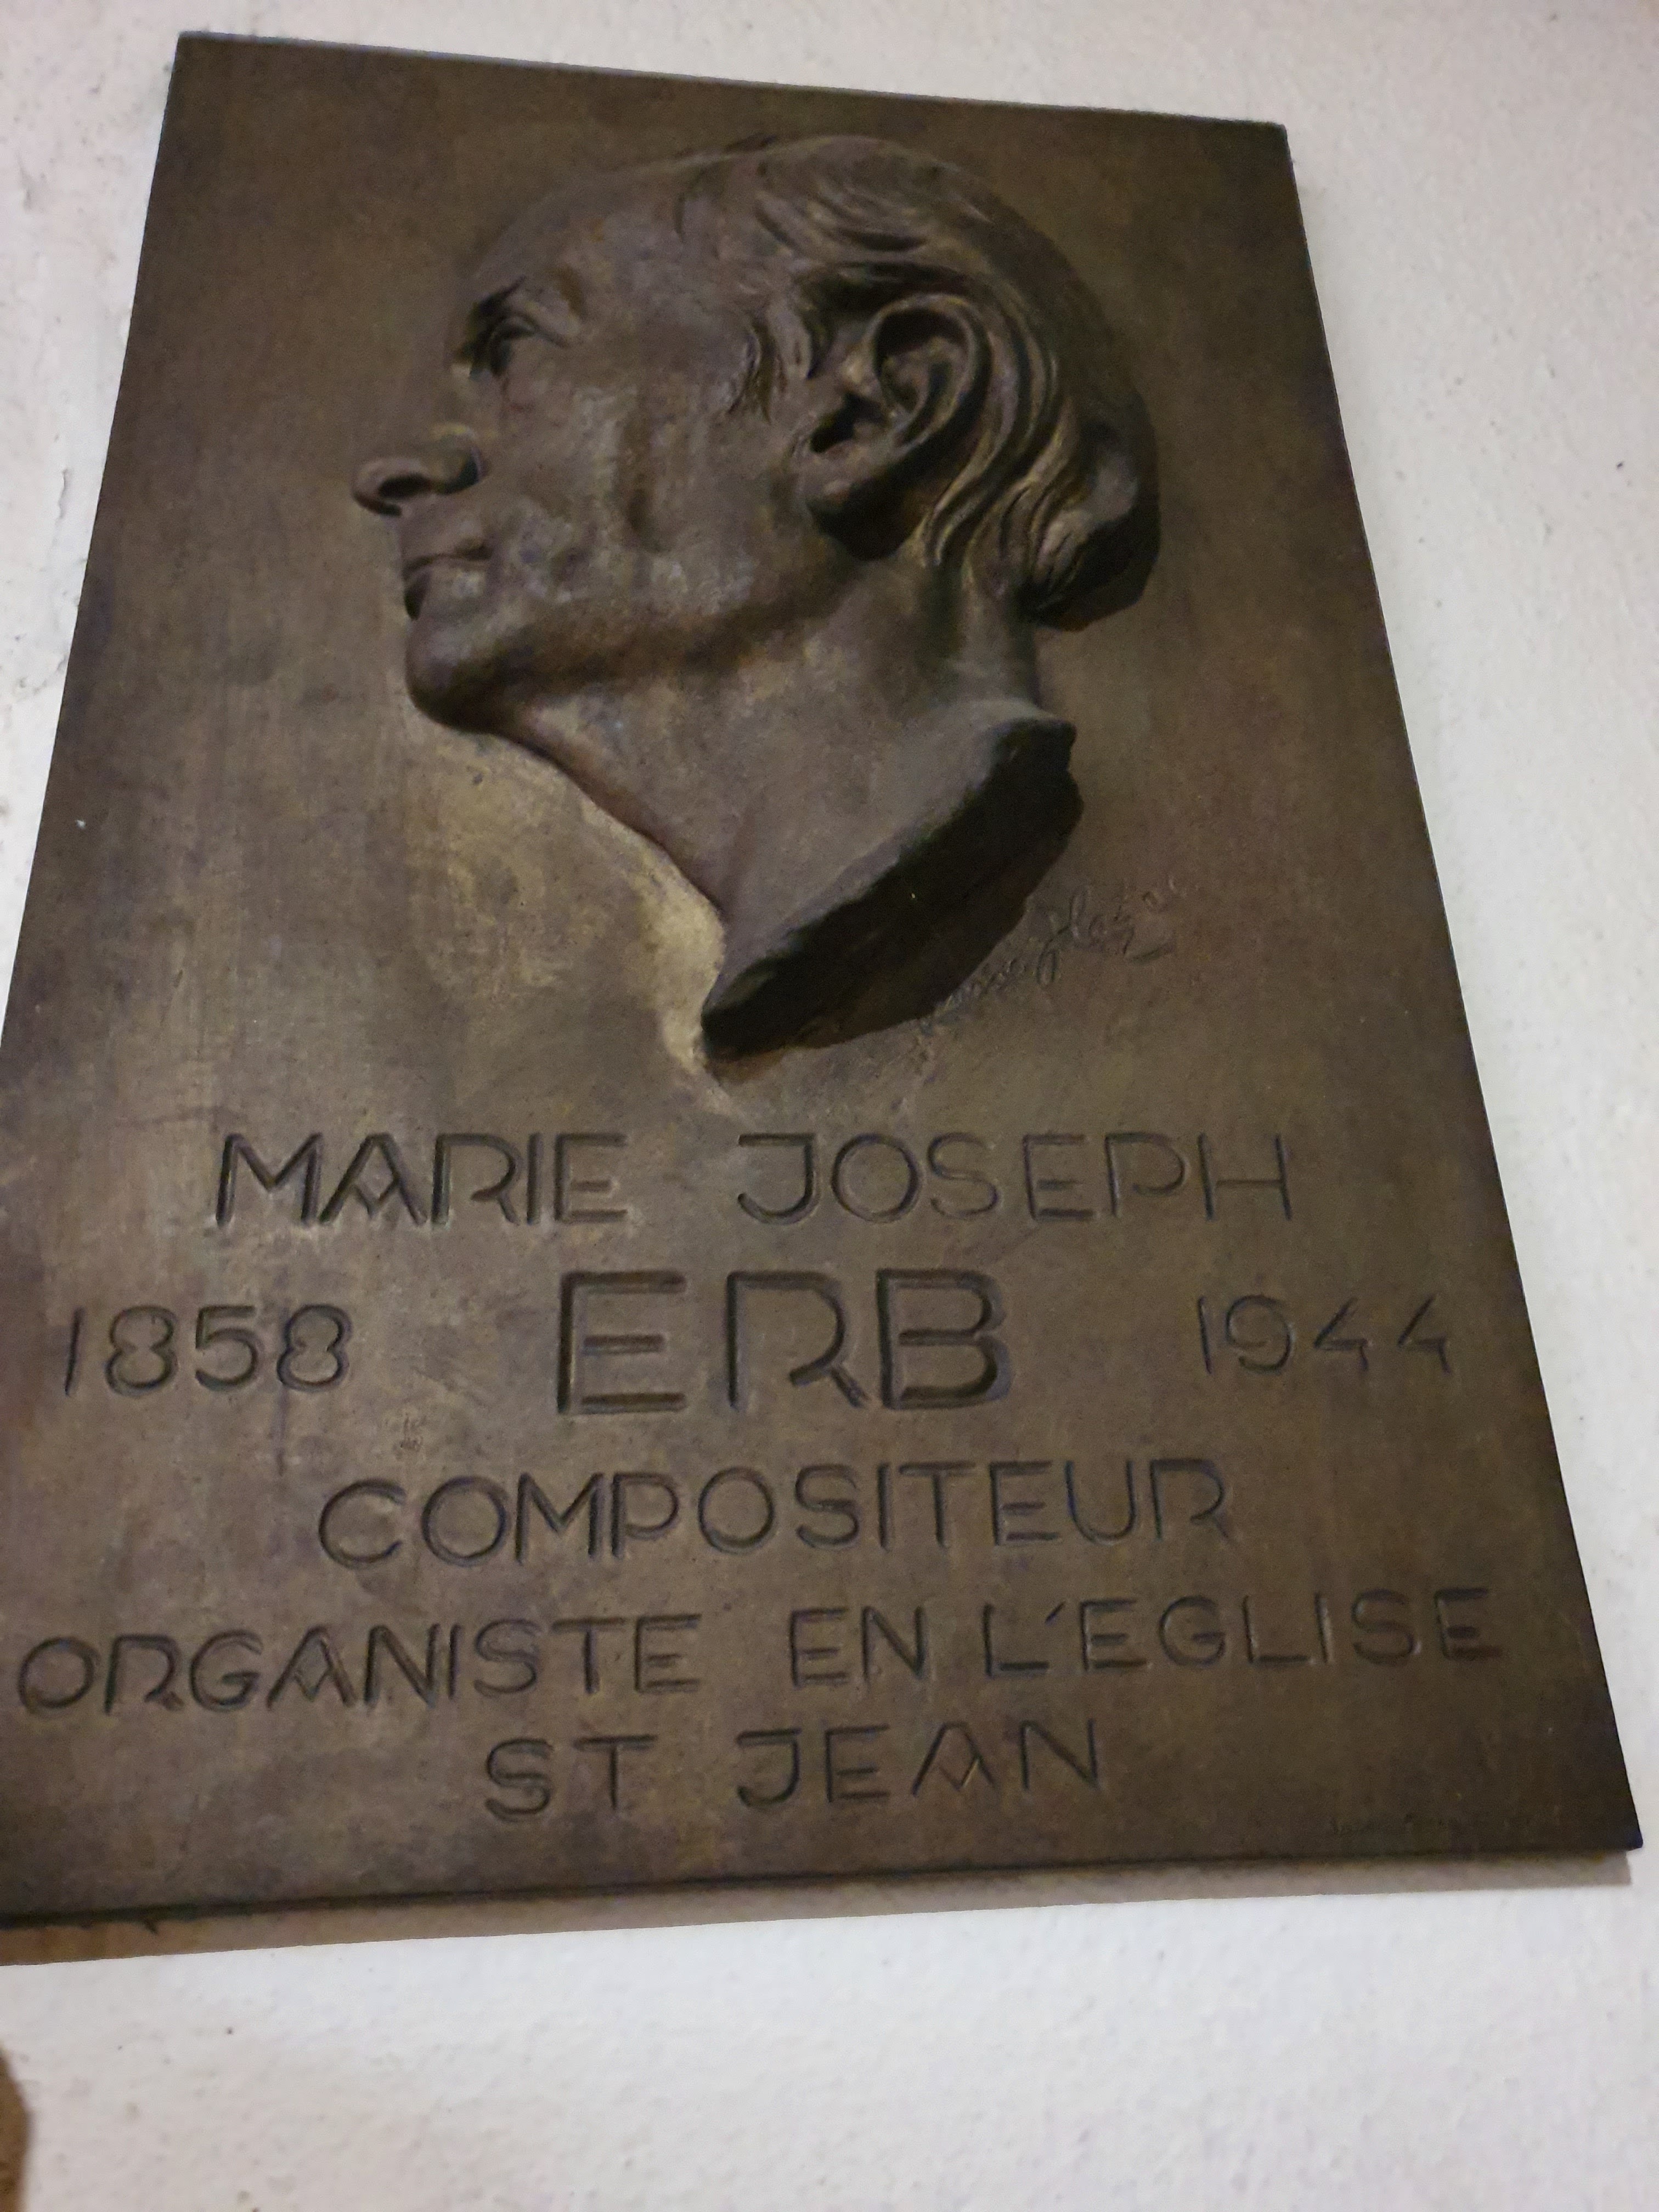 MARIE JOSEPH
1858 ERB 1944
COMPOSITEUR
ORGANISTE EN L'EGLISE
ST JEAN